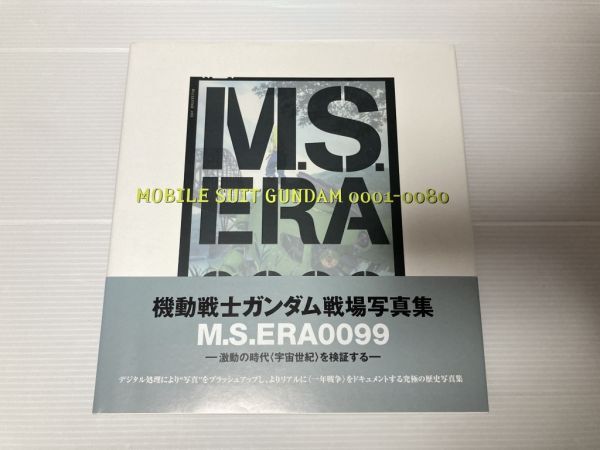 M.S.
MOBILE SUIT GUNDAM 0001-0080
ERA
機動戦士ガンダム戦場写真集
M.S.ERA0099
―激動の時代〈宇宙世紀〉を検証する―
デジタル処理により“写真”をブラッシュアップし、よりリアルに〈一年戦争〉をドキュメントする究極の歴史写真集